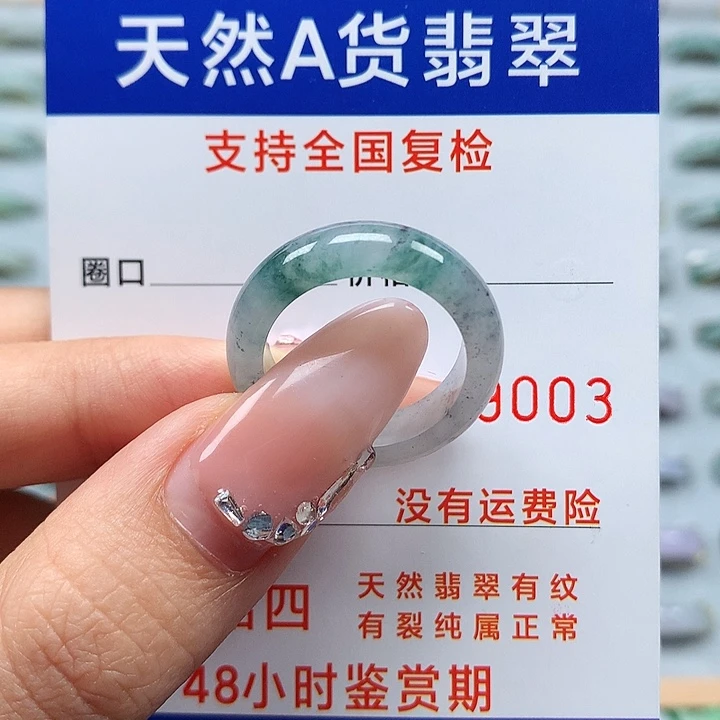 天然A货翡翠
支持全国复检
圈口
9003
没有运费险
四 天然翡翠有纹
有裂纯属正常
48小时鉴赏期